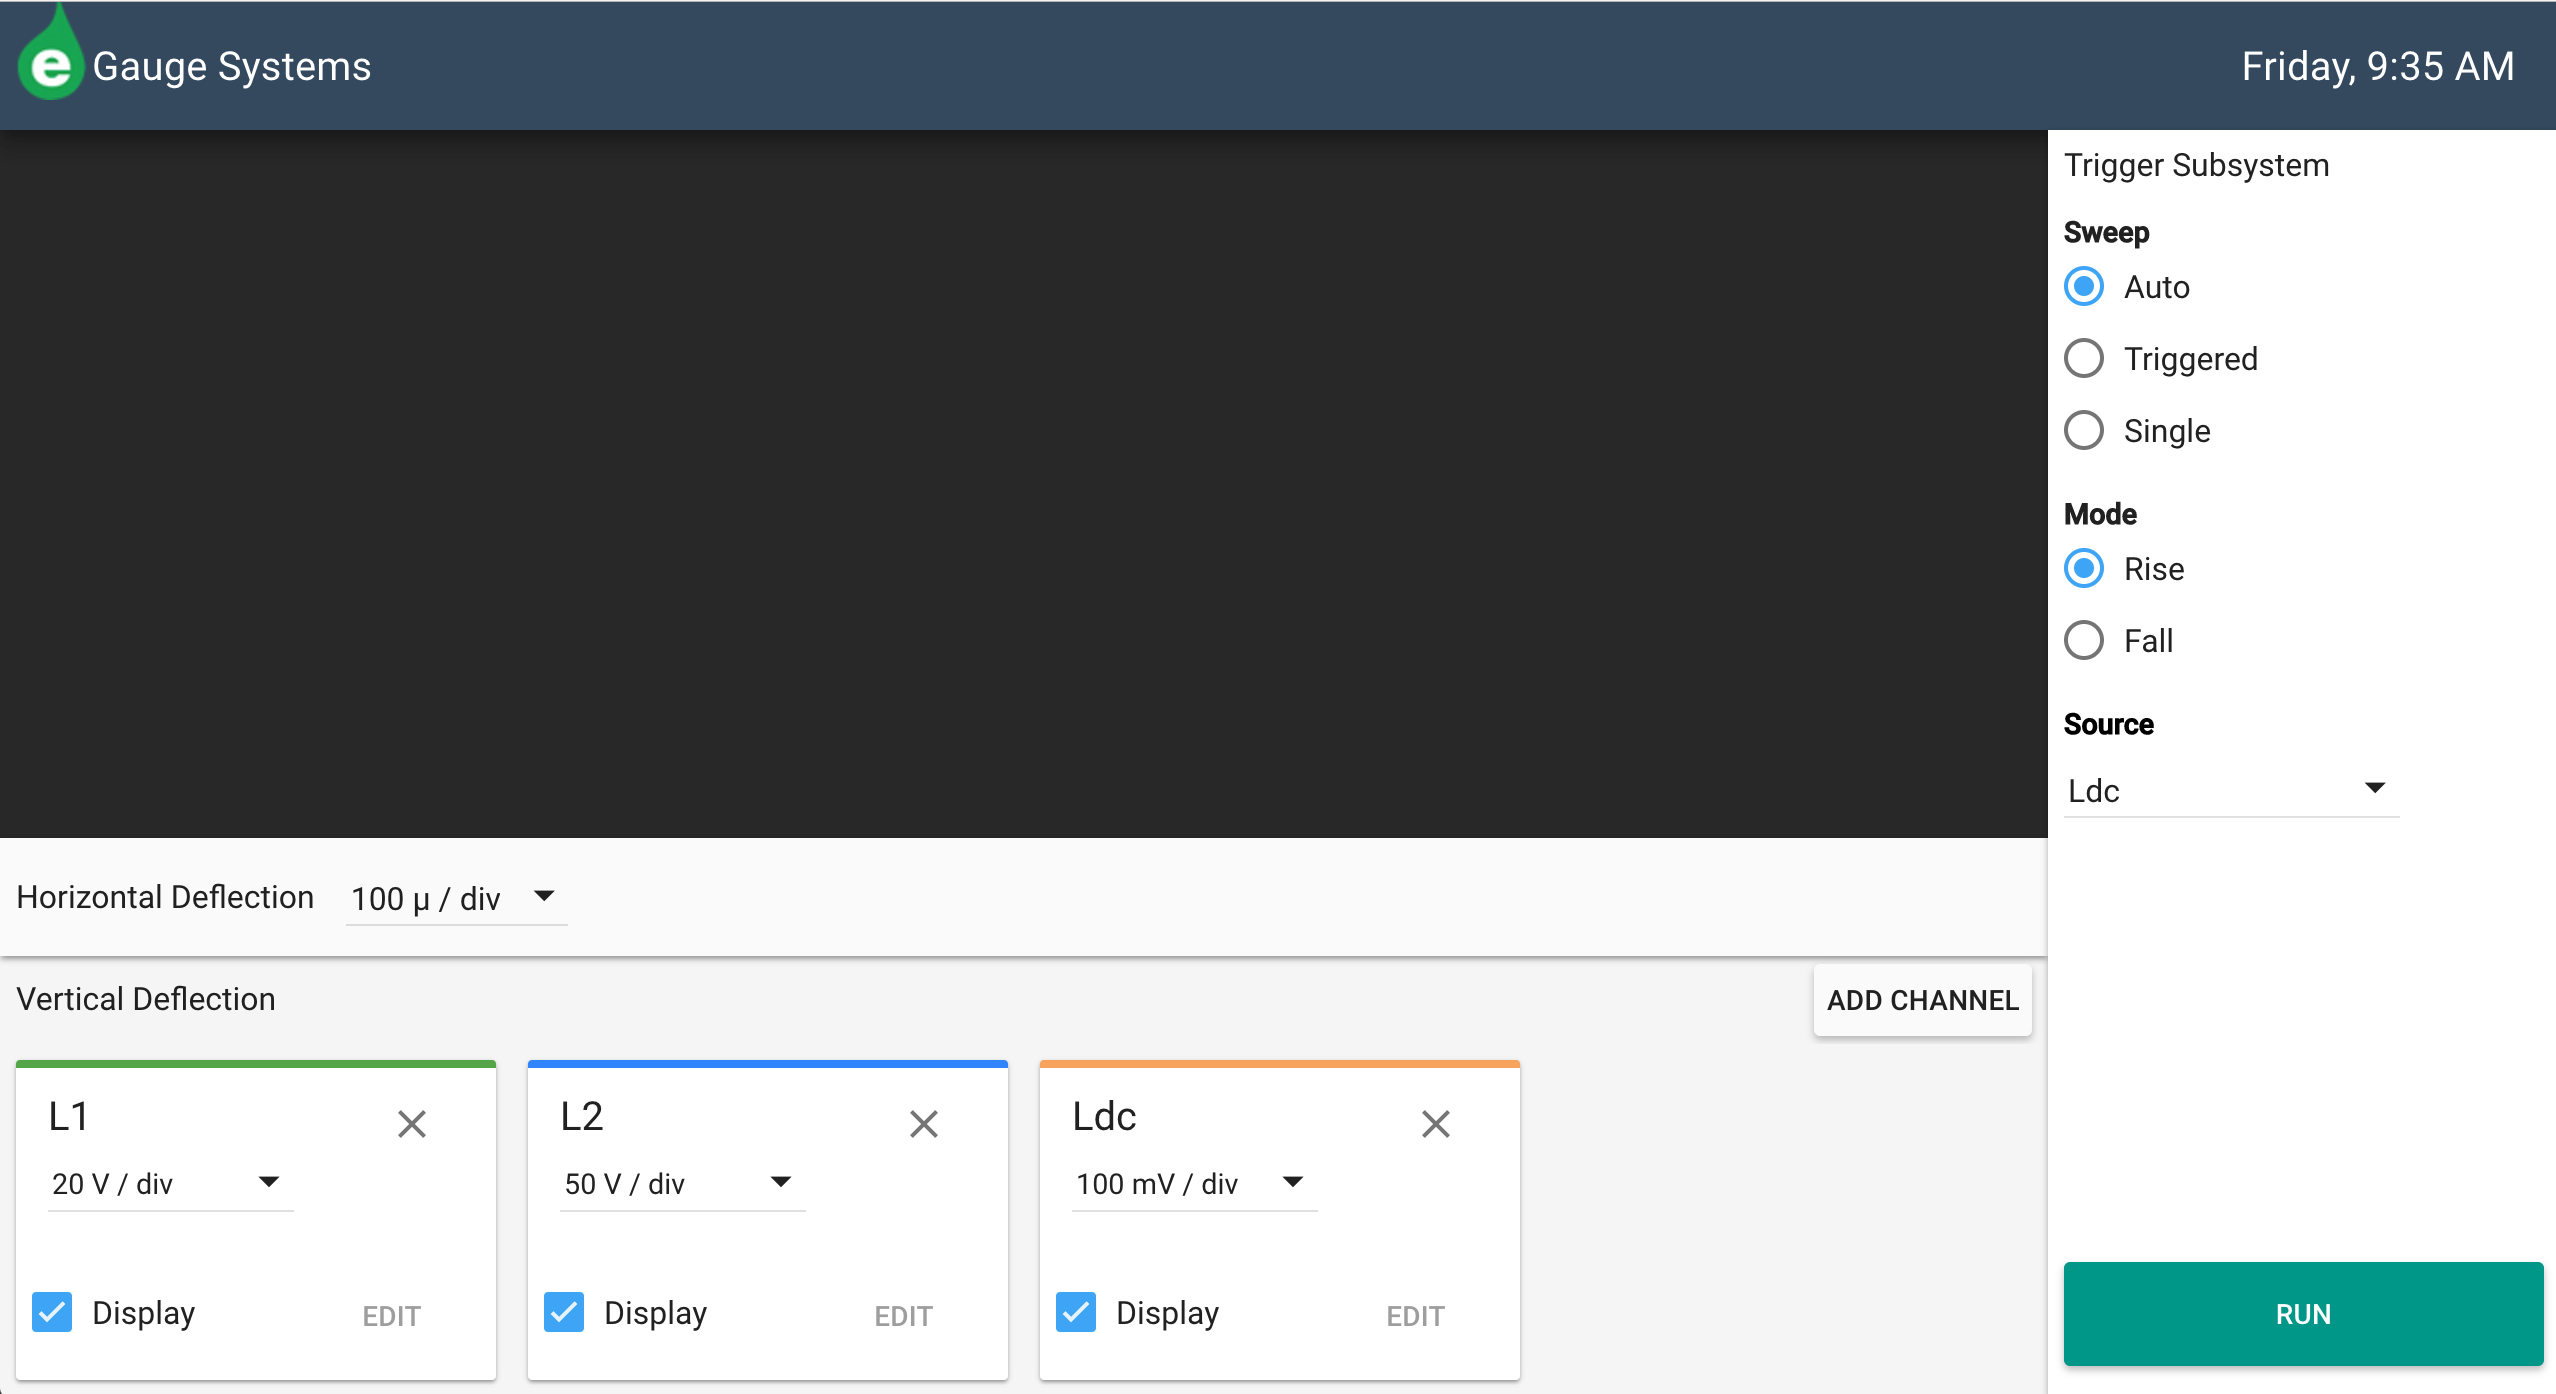 e Gauge Systems
Friday, 9:35 AM
Trigger Subsystem
Sweep
Auto
Triggered
Single
Mode
Rise
Fall
Source
Ldc
Horizontal Deflection 100 µ / div
Vertical Deflection
ADD CHANNEL
L1
20 V / div
Display EDIT
L2
50 V / div
Display EDIT
Ldc
100 mV / div
Display EDIT
RUN